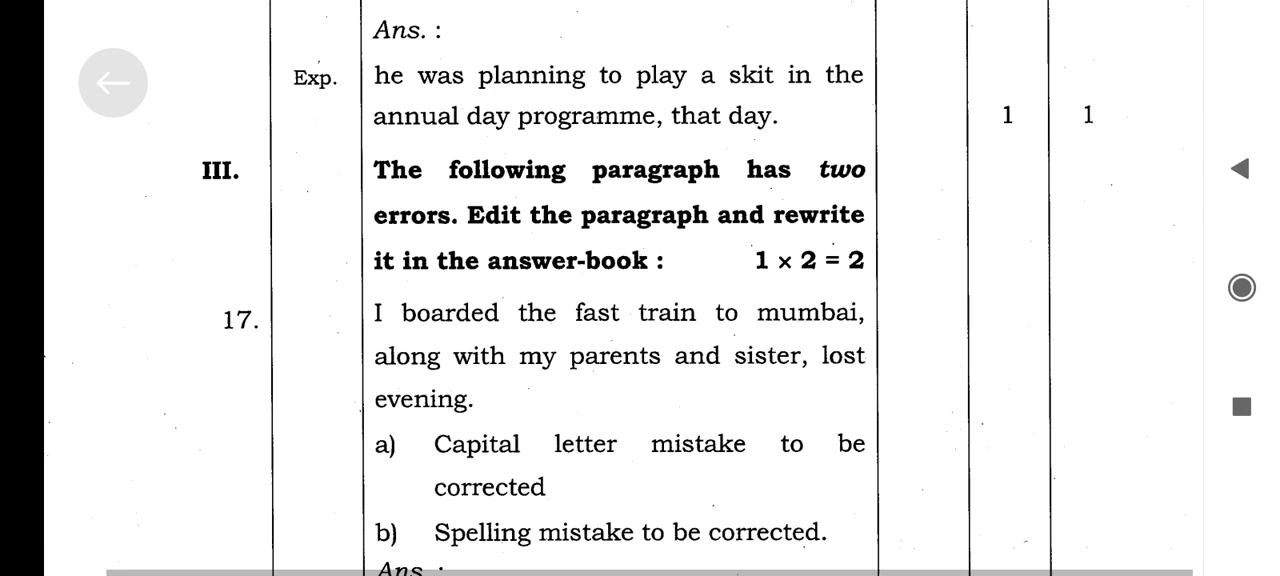 Ans. :
Exp. he was planning to play a skit in the
annual day programme, that day. 1 1
III. The following paragraph has two
errors. Edit the paragraph and rewrite
it in the answer-book : 1 × 2 = 2
17. I boarded the fast train to mumbai,
along with my parents and sister, lost
evening.
a) Capital letter mistake to be
corrected
b) Spelling mistake to be corrected.
Ans. :